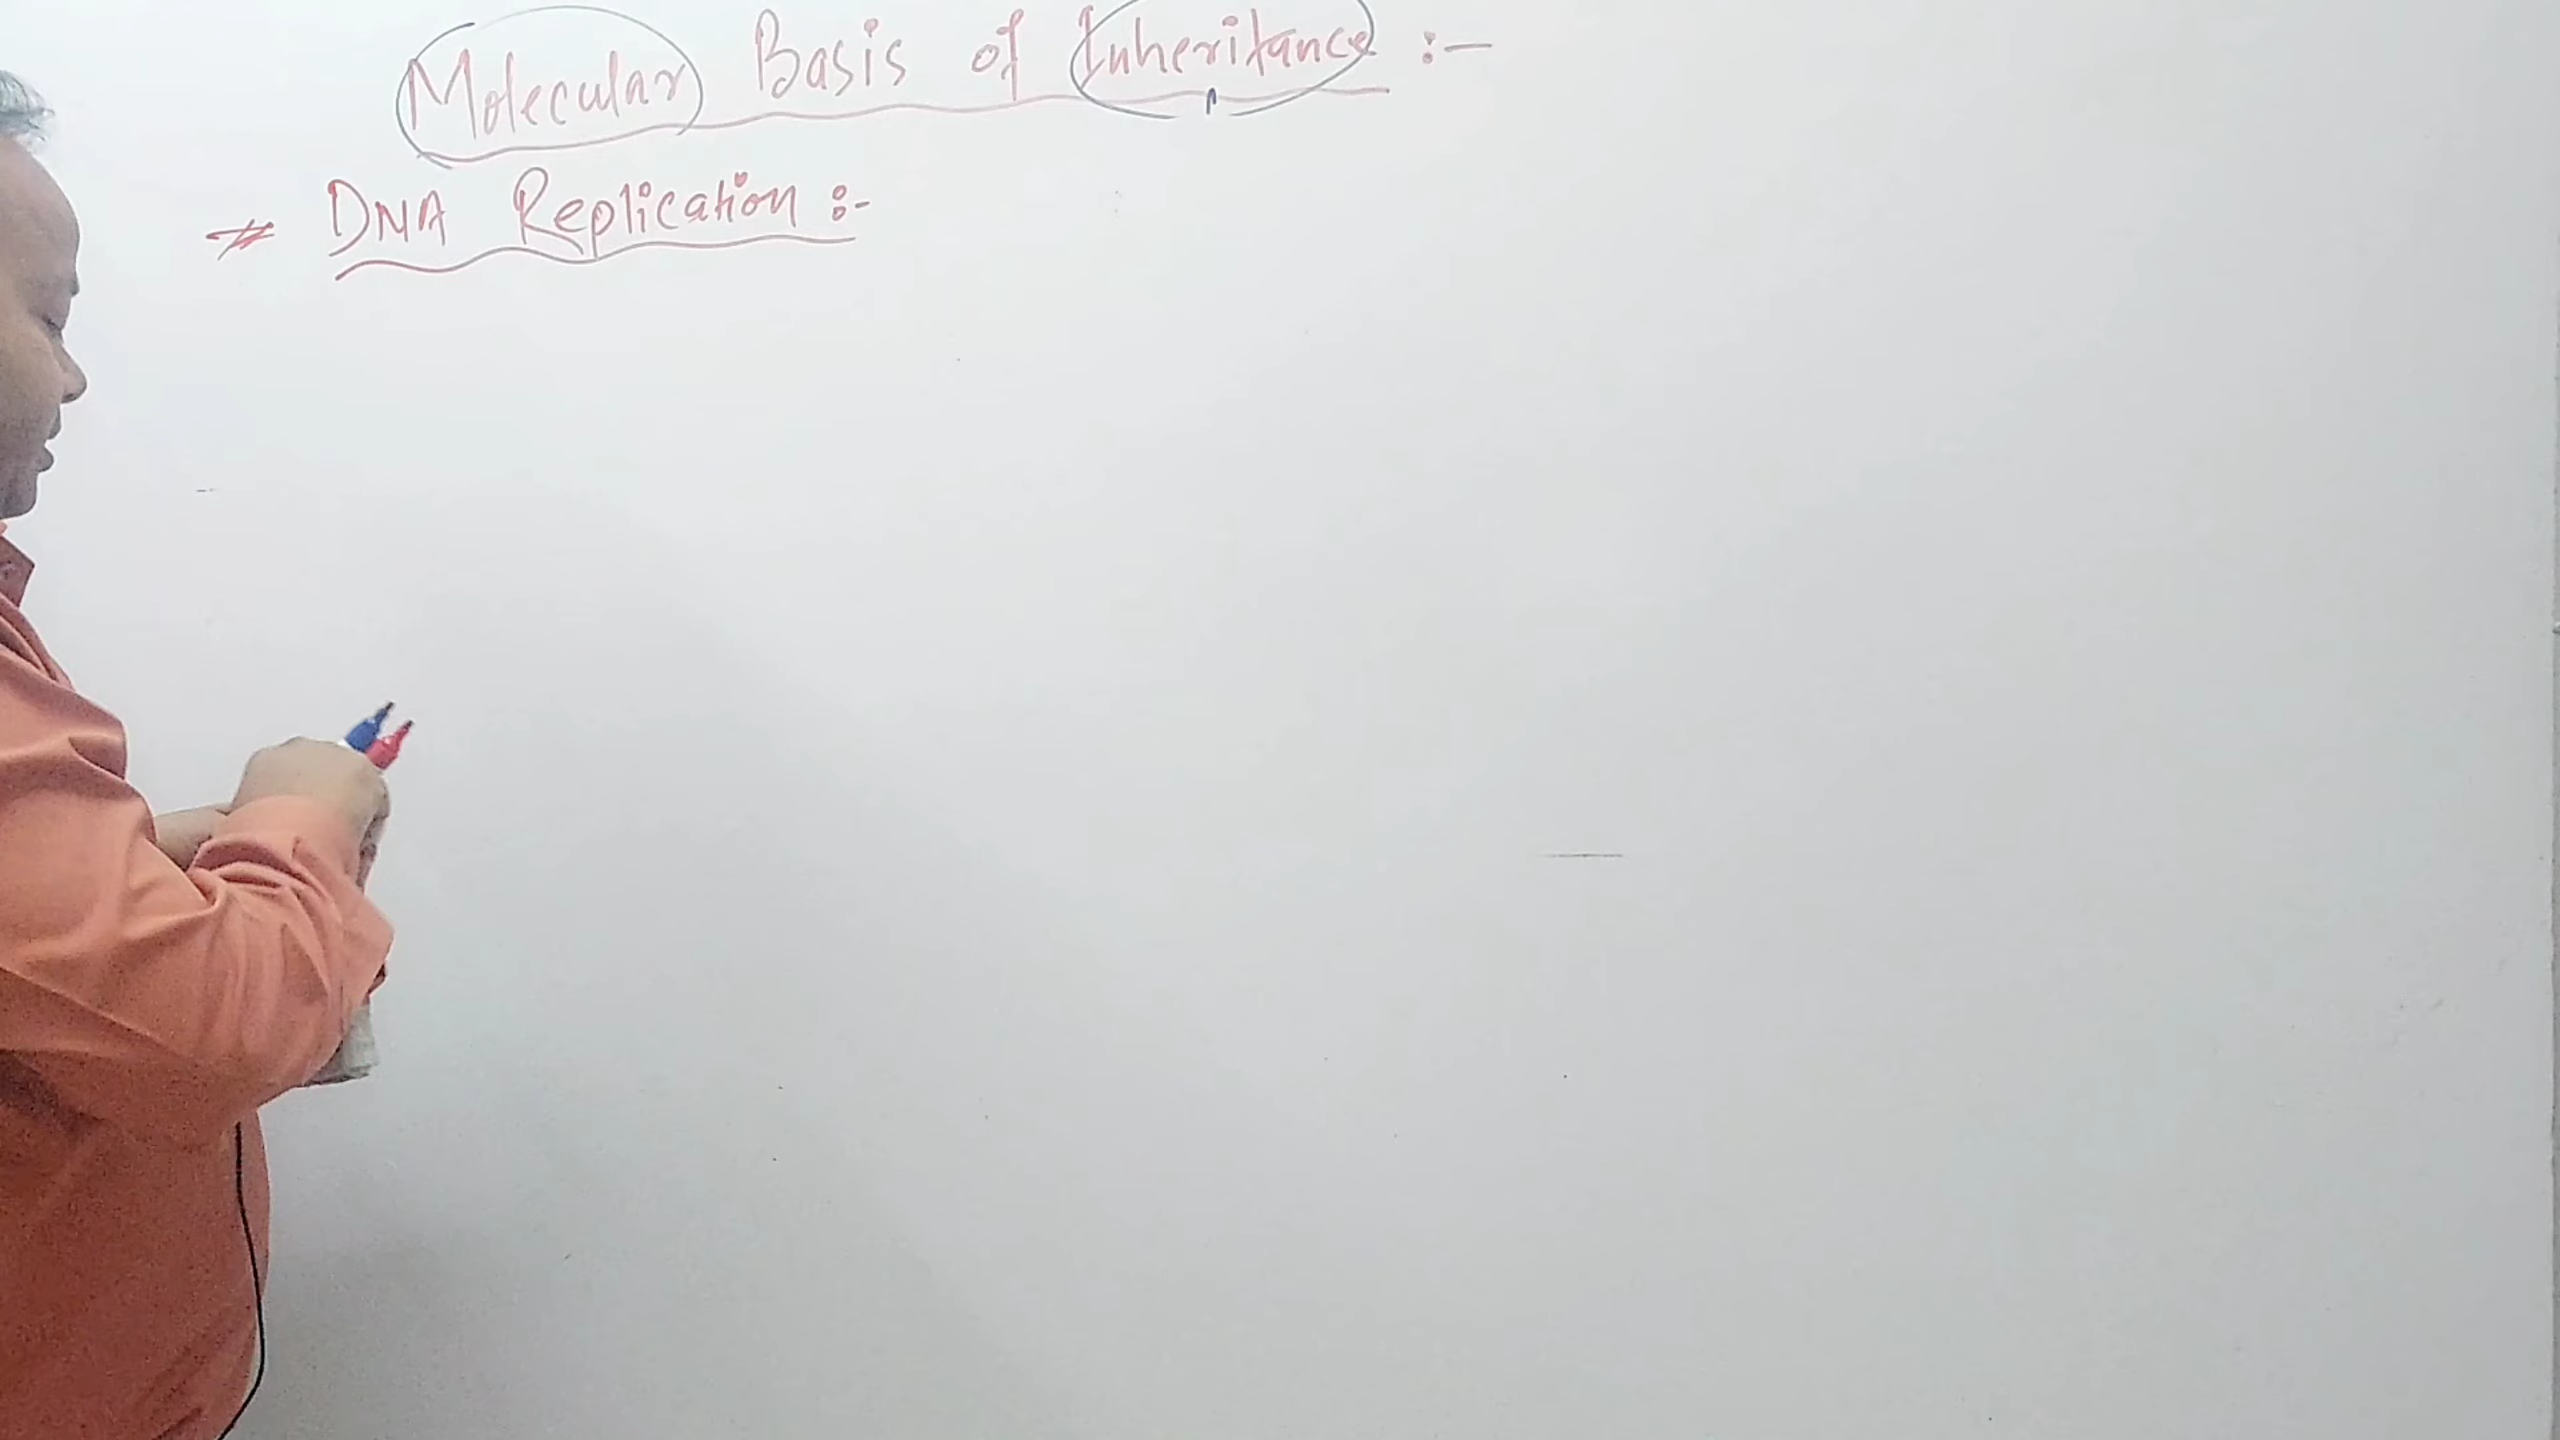 Molecular Basis of Inheritance :-
# DNA Replication :-